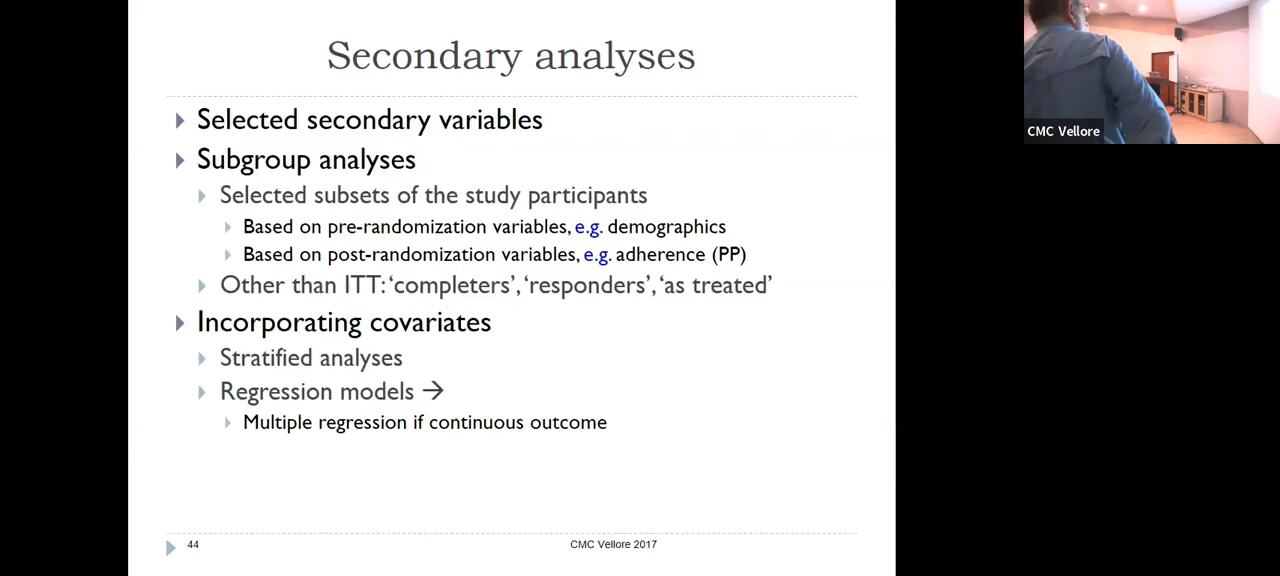 Secondary analyses
Selected secondary variables
Subgroup analyses
Selected subsets of the study participants
Based on pre-randomization variables, e.g. demographics
Based on post-randomization variables, e.g. adherence (PP)
Other than ITT: ‘completers’, ‘responders’, ‘as treated’
Incorporating covariates
Stratified analyses
Regression models →
Multiple regression if continuous outcome
44
CMC Vellore 2017
CMC Vellore